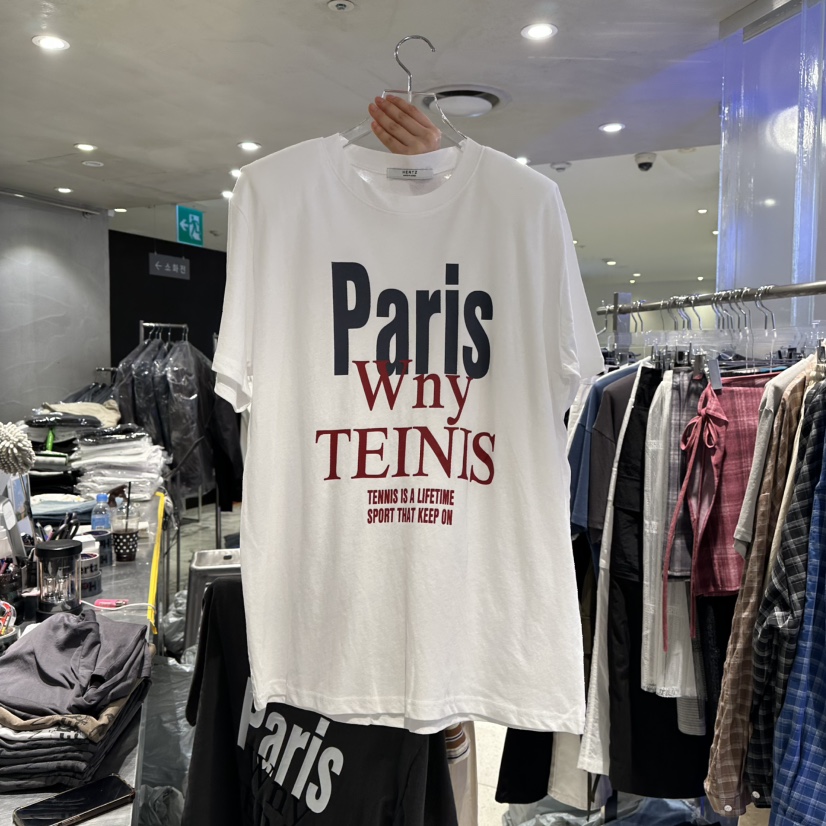 ← 소화전
Paris
Wny
TEINIS
TENNIS IS A LIFETIME
SPORT THAT KEEP ON
Paris